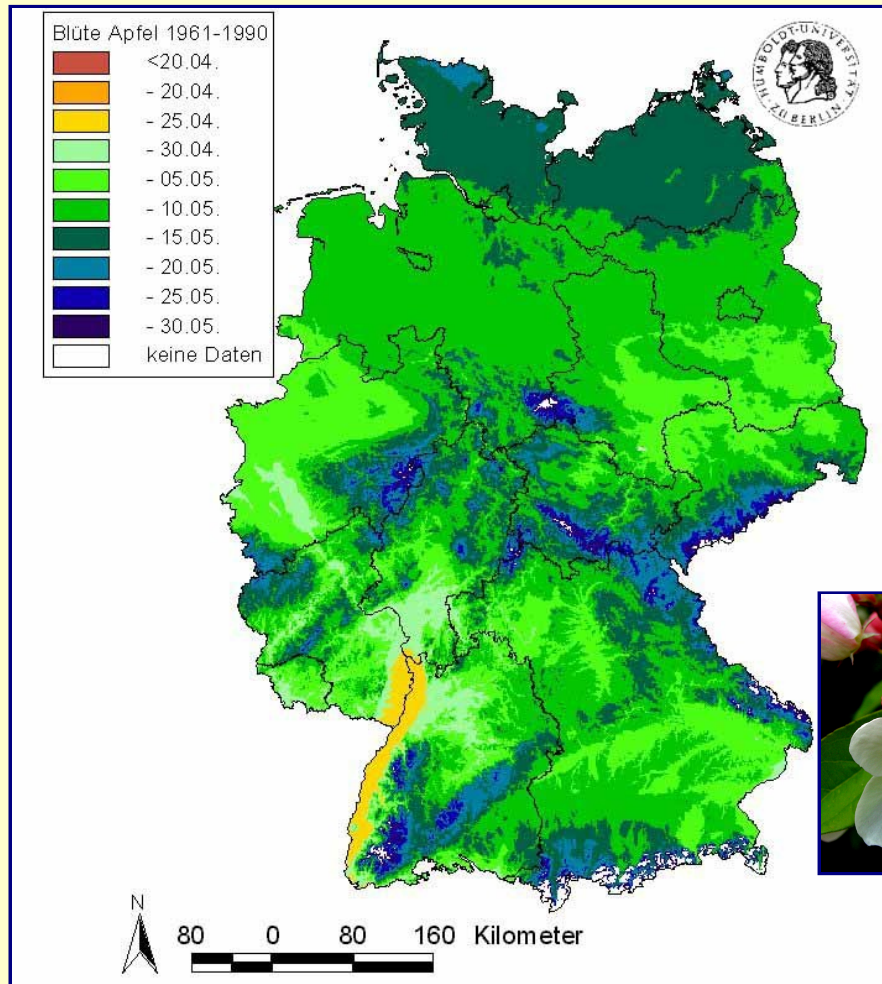 Blüte Apfel 1961-1990
<20.04.
- 20.04.
- 25.04.
- 30.04.
- 05.05.
- 10.05.
- 15.05.
- 20.05.
- 25.05.
- 30.05.
keine Daten
HUMBOLDT-UNIVERSITÄT
ZU BERLIN
N
80 0 80 160 Kilometer